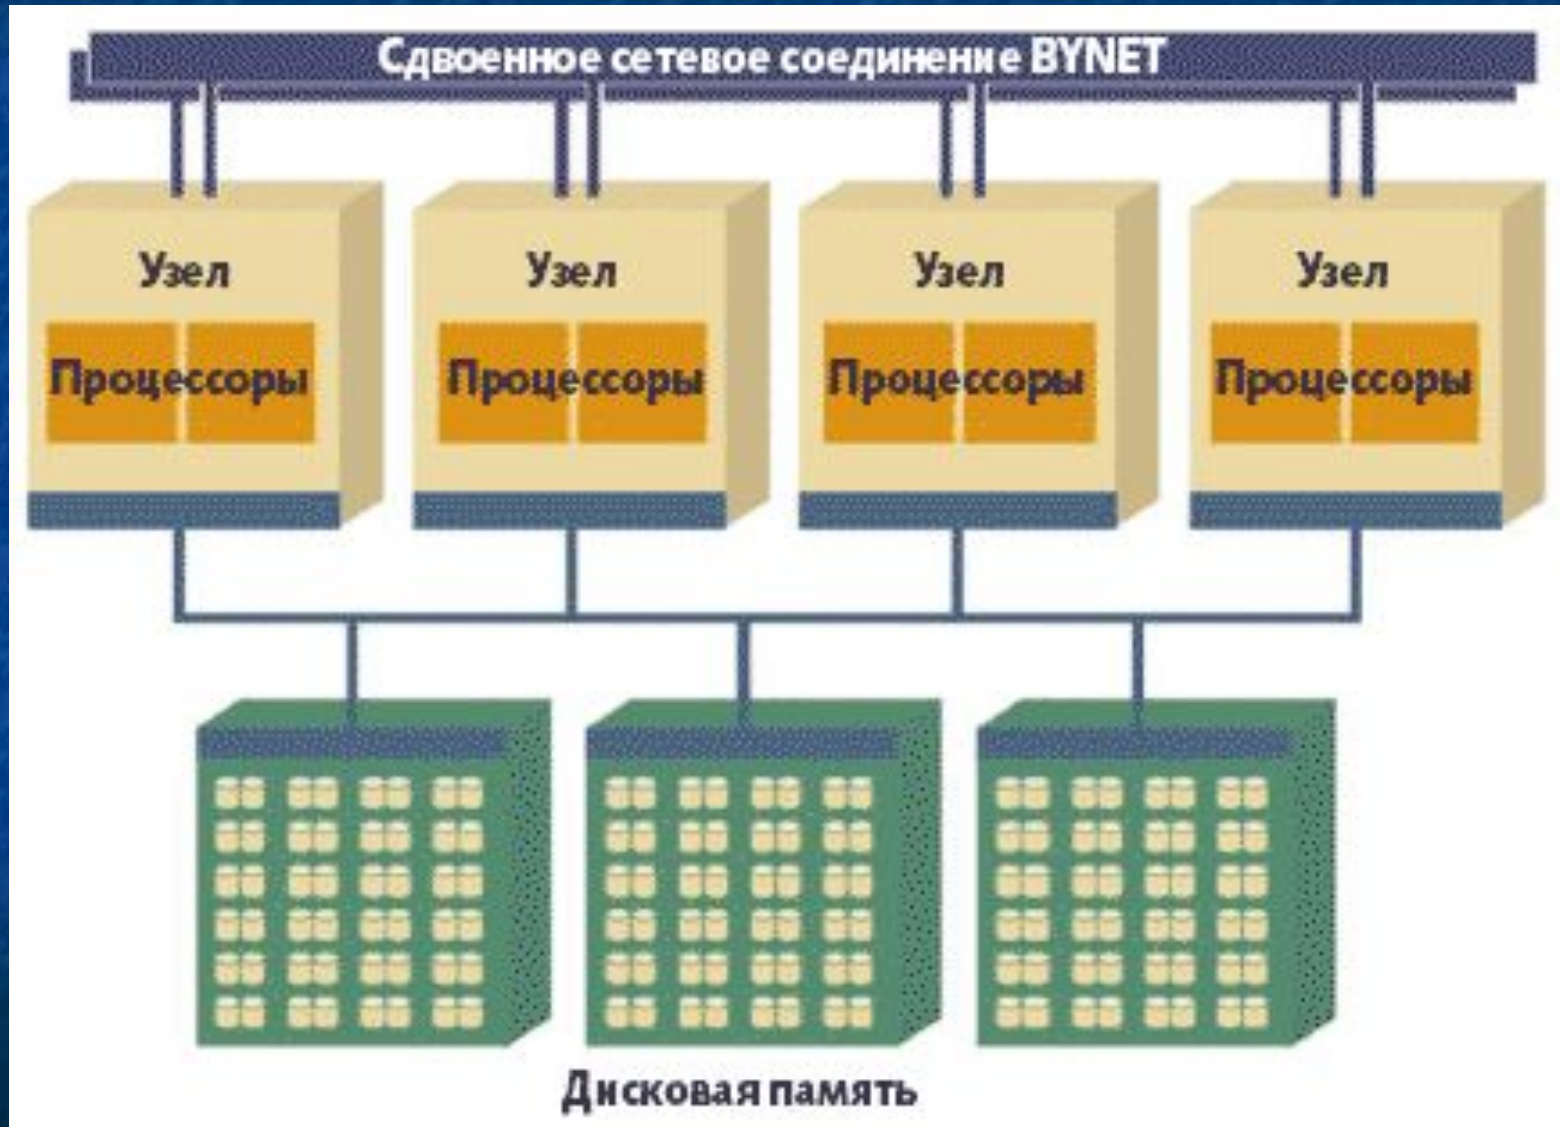 Сдвоенное сетевое соединение BYNET
Узел
Узел
Узел
Узел
Процессоры
Процессоры
Процессоры
Процессоры
Дисковая память